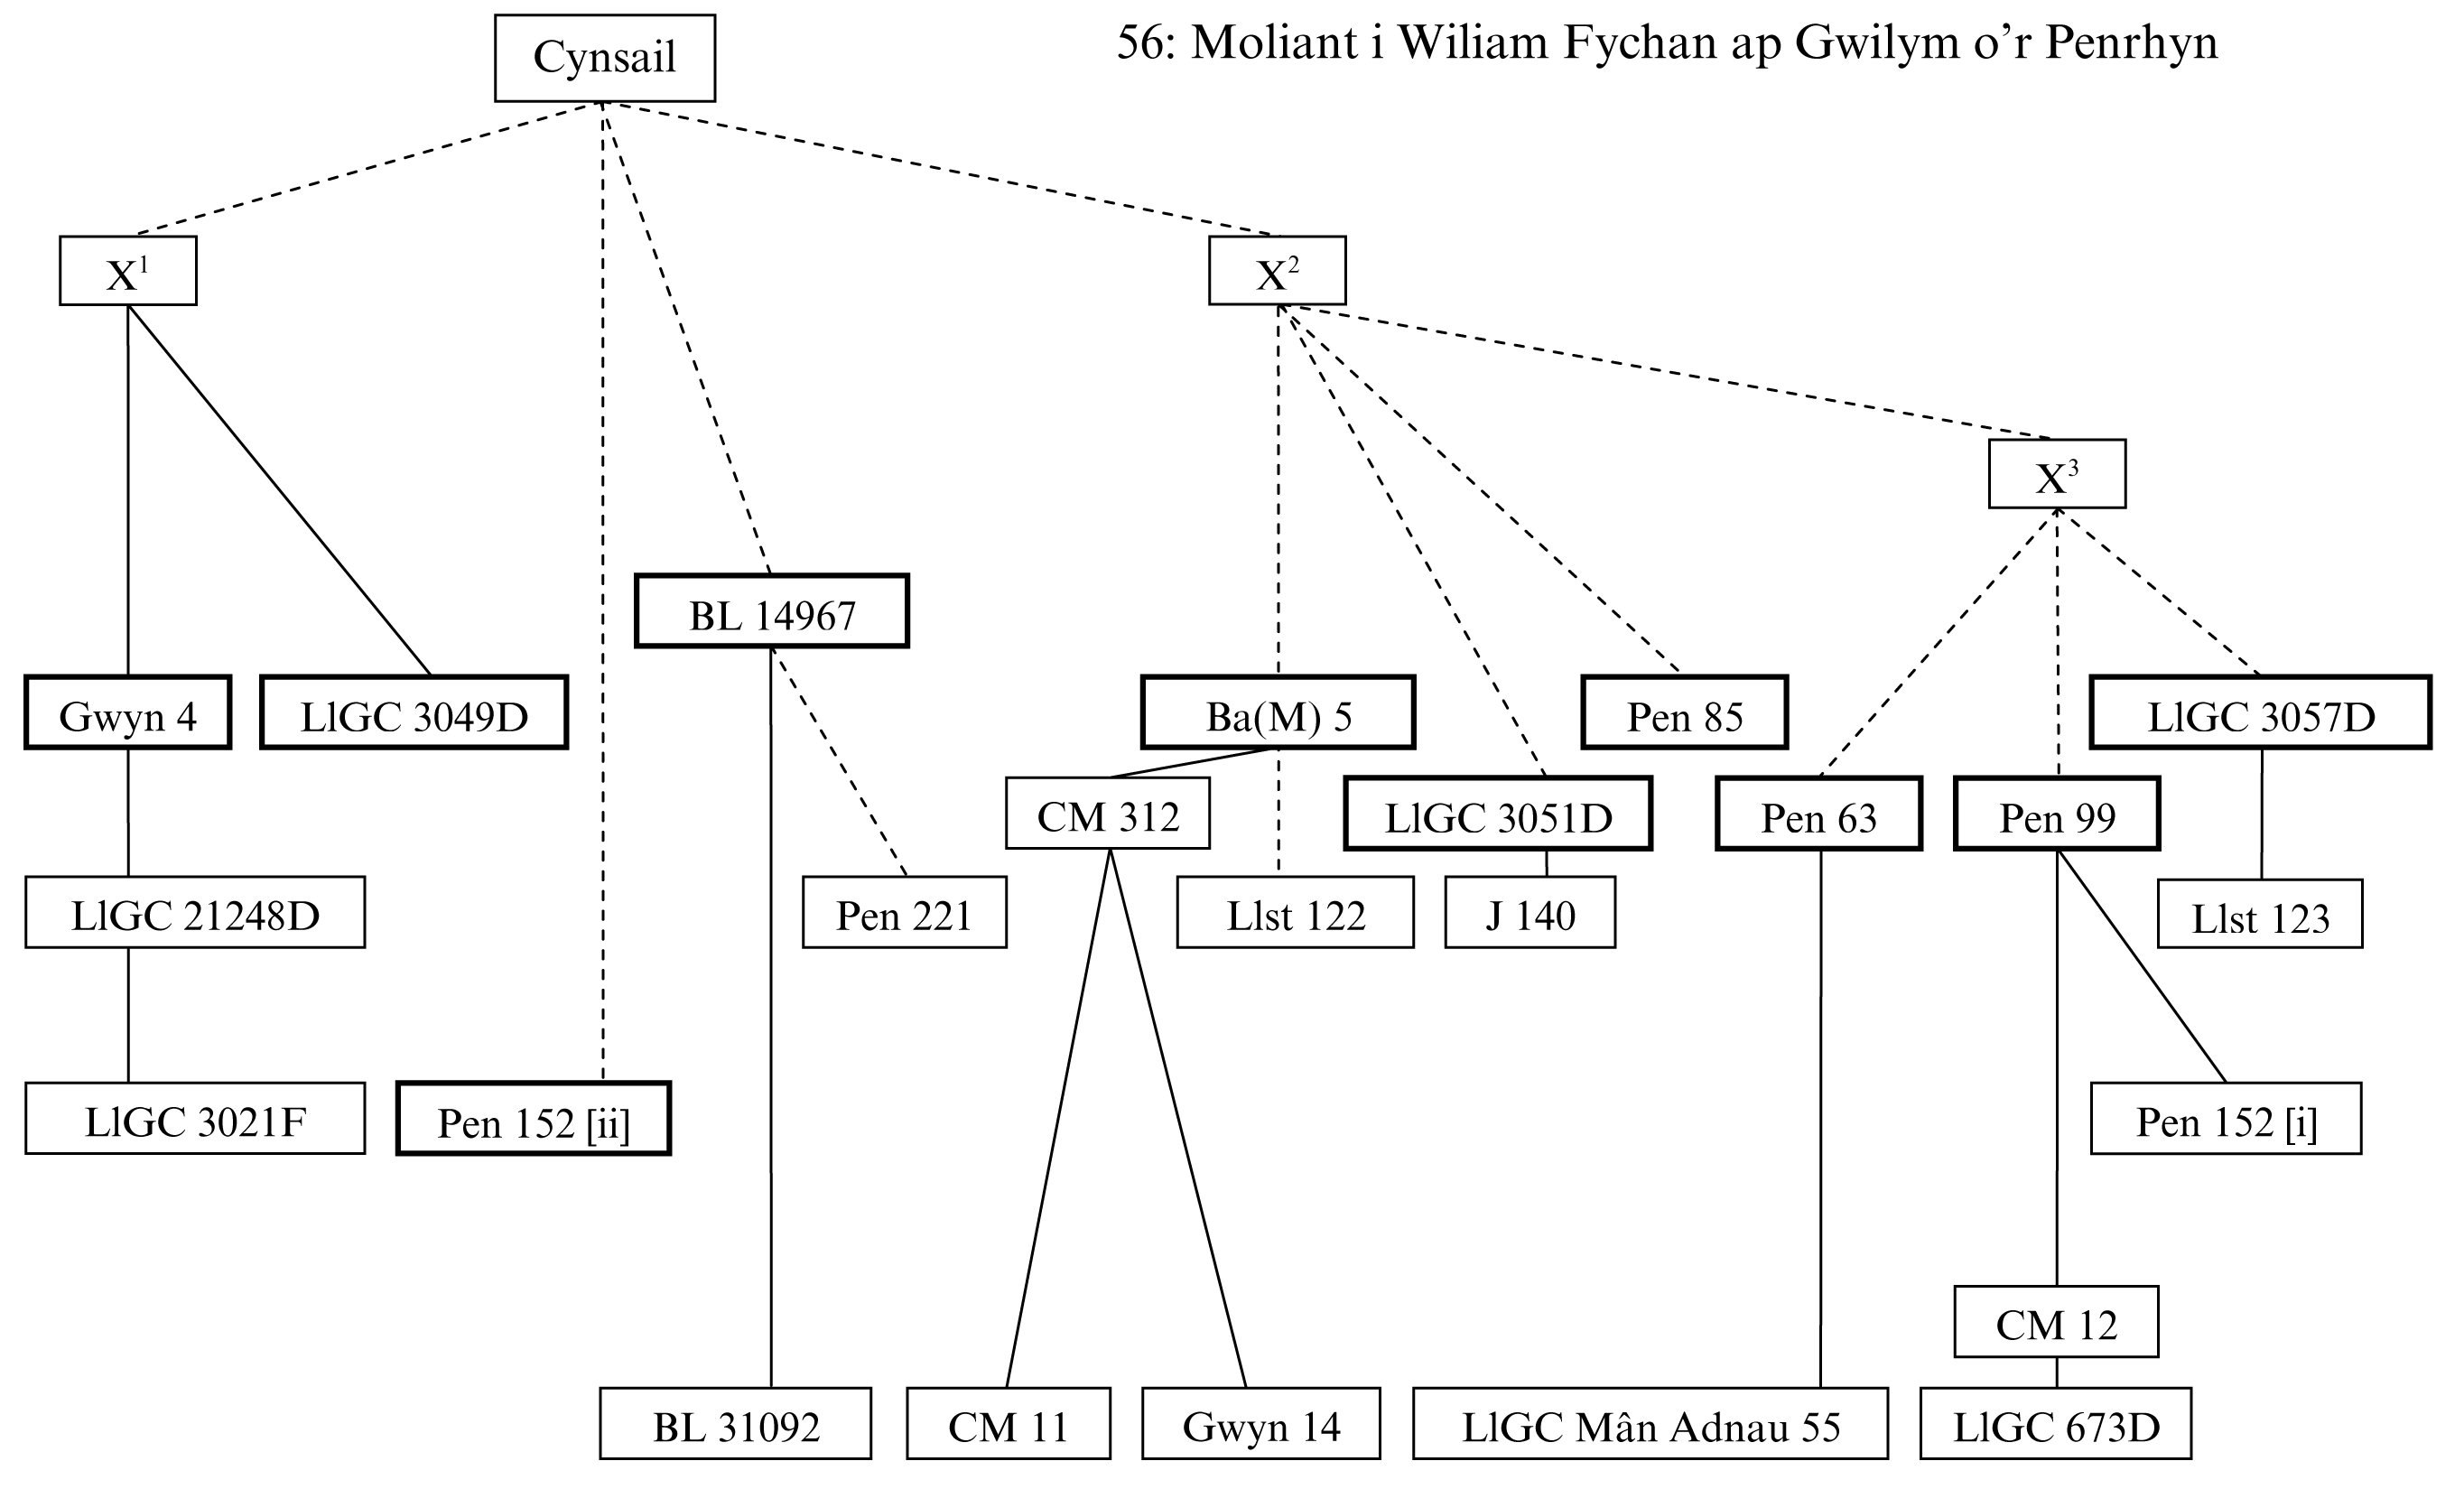 Cynsail
56: Moliant i Wiliam Fychan ap Gwilym o’r Penrhyn
X¹
X²
X³
BL 14967
Gwyn 4
LlGC 3049D
Ba(M) 5
Pen 85
LlGC 3057D
CM 312
LlGC 3051D
Pen 63
Pen 99
LlGC 21248D
Pen 221
Llst 122
J 140
Llst 123
LlGC 3021F
Pen 152 [ii]
Pen 152 [i]
CM 12
BL 31092
CM 11
Gwyn 14
LlGC Mân Adnau 55
LlGC 673D